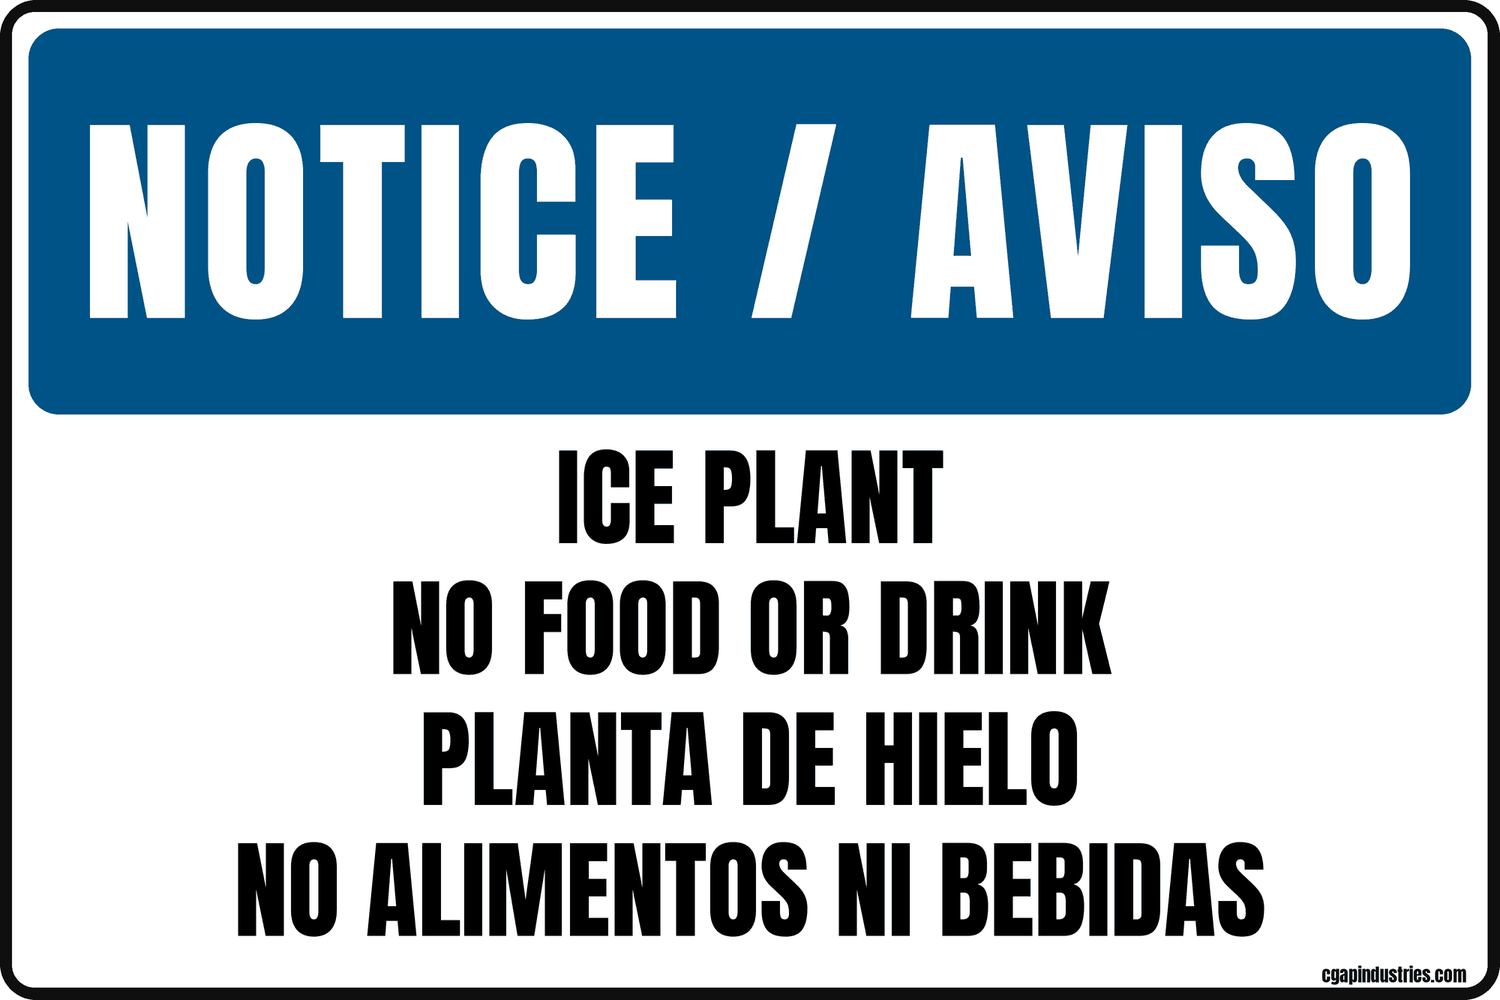 NOTICE / AVISO
ICE PLANT
NO FOOD OR DRINK
PLANTA DE HIELO
NO ALIMENTOS NI BEBIDAS
cgapindustries.com